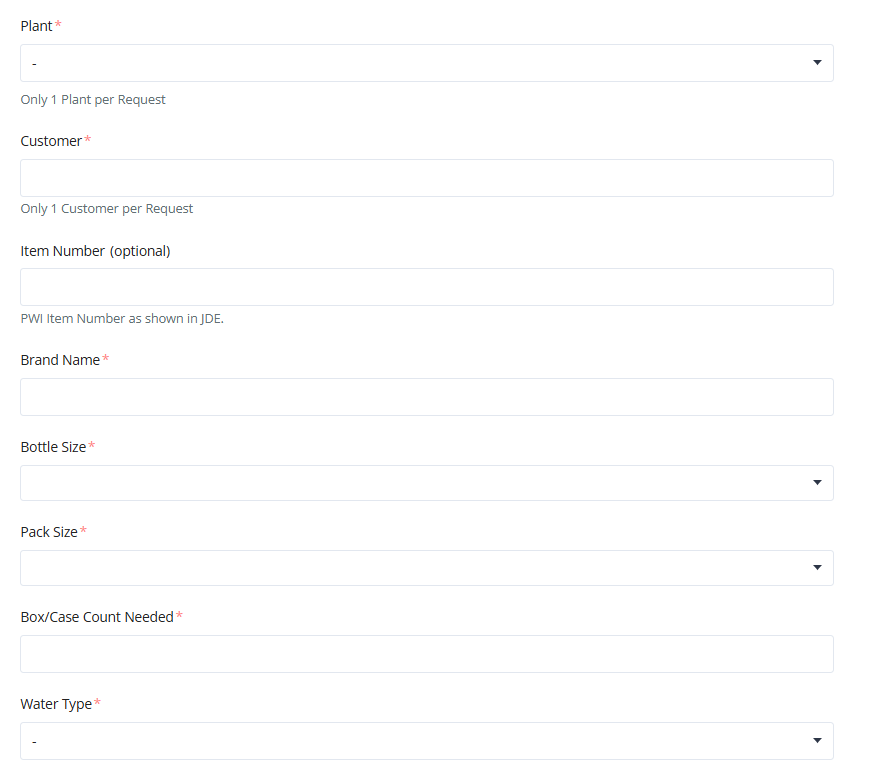 Plant*
-
Only 1 Plant per Request
Customer*
Only 1 Customer per Request
Item Number (optional)
PWI Item Number as shown in JDE.
Brand Name*
Bottle Size*
Pack Size*
Box/Case Count Needed*
Water Type*
-